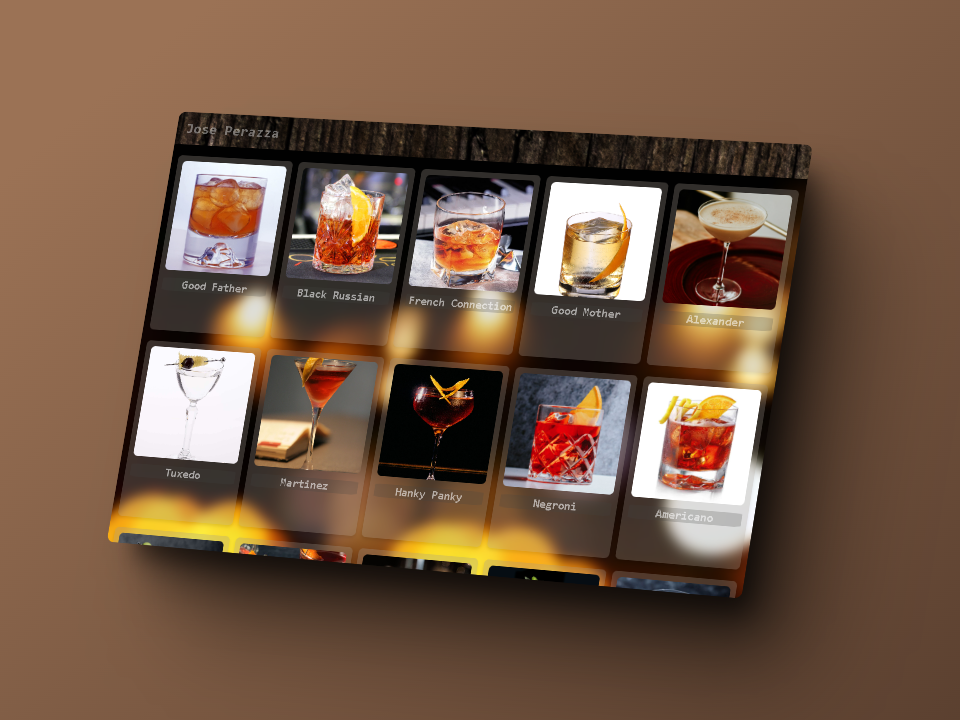 Jose Perazza
Good Father
Black Russian
French Connection
Good Mother
Alexander
Tuxedo
Martinez
Hanky Panky
Negroni
Americano